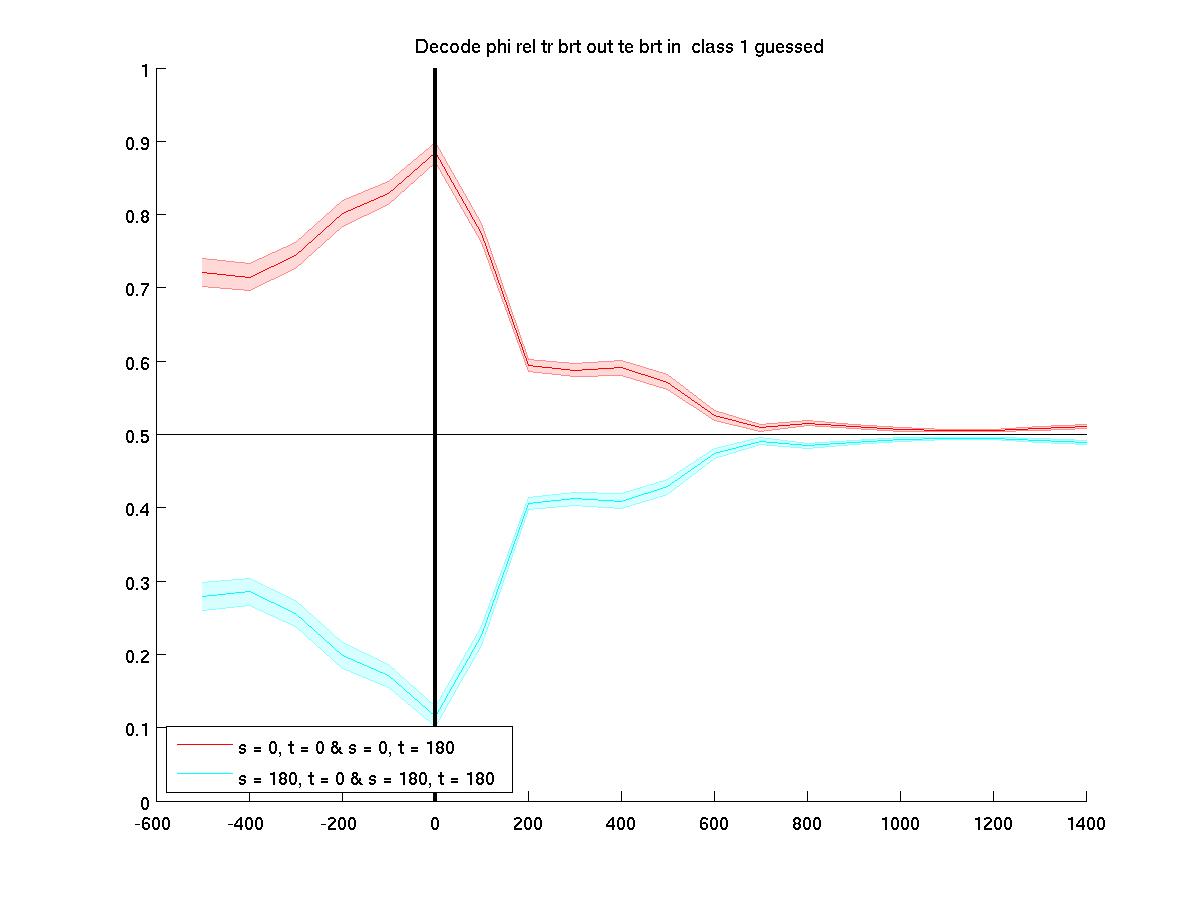 Decode phi rel tr brt out te brt in  class 1 guessed
1
0.9
0.8
0.7
0.6
0.5
0.4
0.3
0.2
0.1
0
s = 0, t = 0 & s = 0, t = 180
s = 180, t = 0 & s = 180, t = 180
-600 -400 -200 0 200 400 600 800 1000 1200 1400